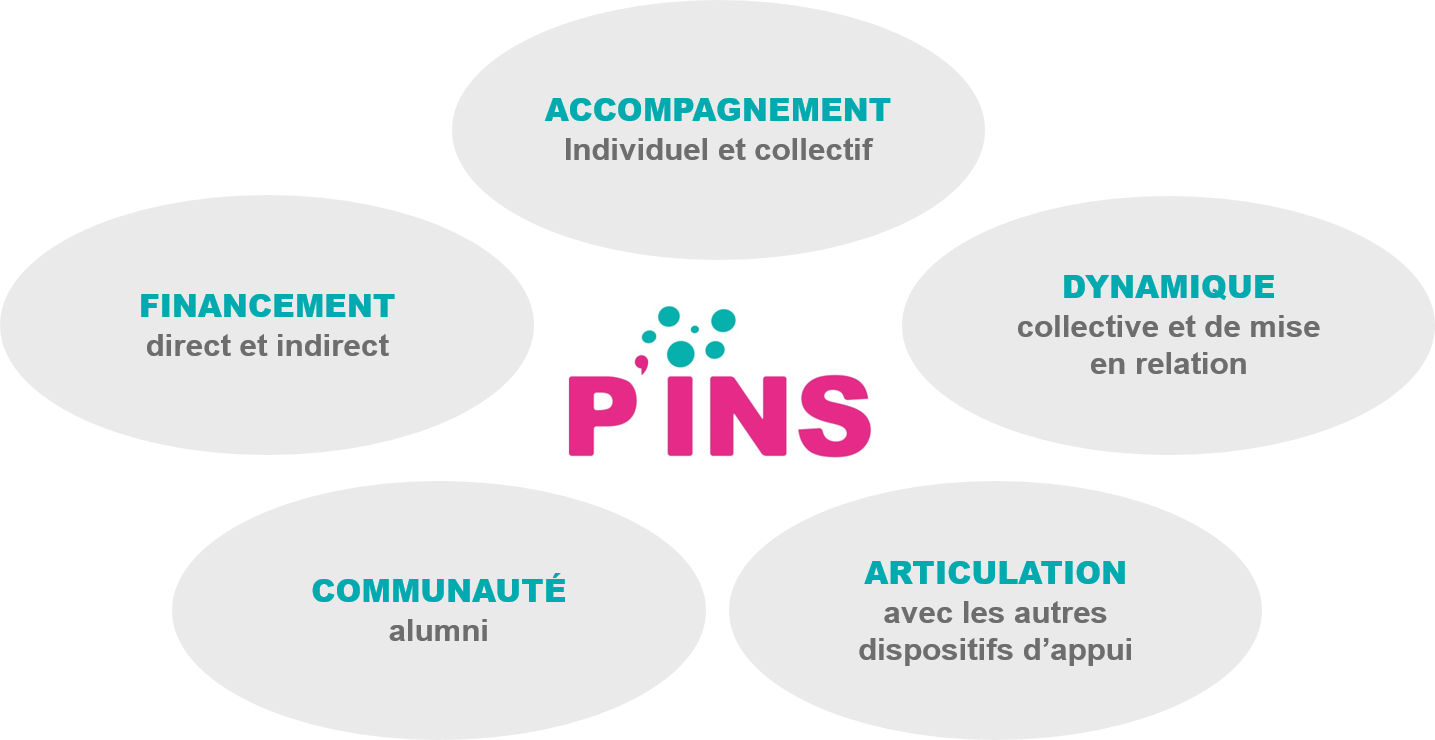 ACCOMPAGNEMENT
Individuel et collectif
FINANCEMENT
direct et indirect
DYNAMIQUE
collective et de mise
en relation
P'INS
COMMUNAUTÉ
alumni
ARTICULATION
avec les autres
dispositifs d’appui